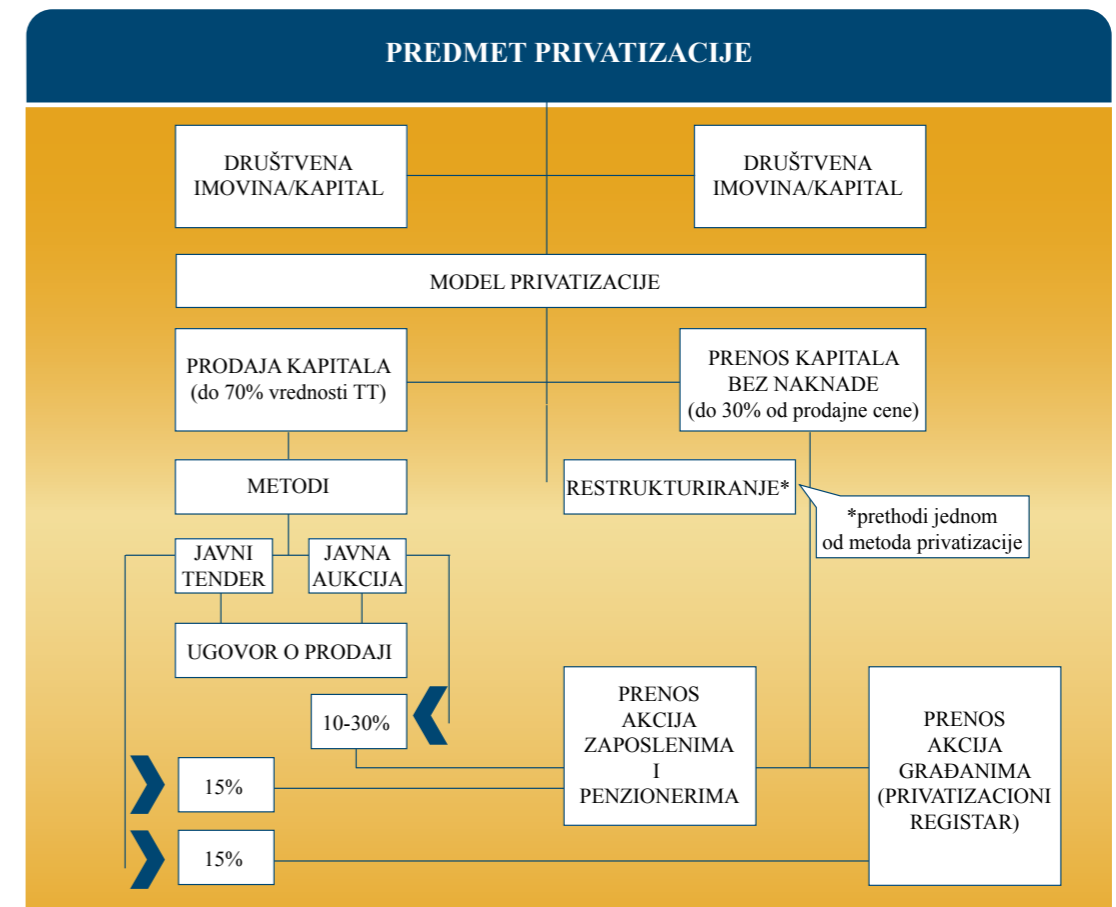 PREDMET PRIVATIZACIJE
DRUŠTVENA
IMOVINA/KAPITAL
DRUŠTVENA
IMOVINA/KAPITAL
MODEL PRIVATIZACIJE
PRODAJA KAPITALA
(do 70% vrednosti TT)
PRENOS KAPITALA
BEZ NAKNADE
(do 30% od prodajne cene)
METODI
RESTRUKTURIRANJE*
*prethodi jednom
od metoda privatizacije
JAVNI
TENDER
JAVNA
AUKCIJA
UGOVOR O PRODAJI
10-30%
15%
15%
PRENOS
AKCIJA
ZAPOSLENIMA
I
PENZIONERIMA
PRENOS
AKCIJA
GRAĐANIMA
(PRIVATIZACIONI
REGISTAR)